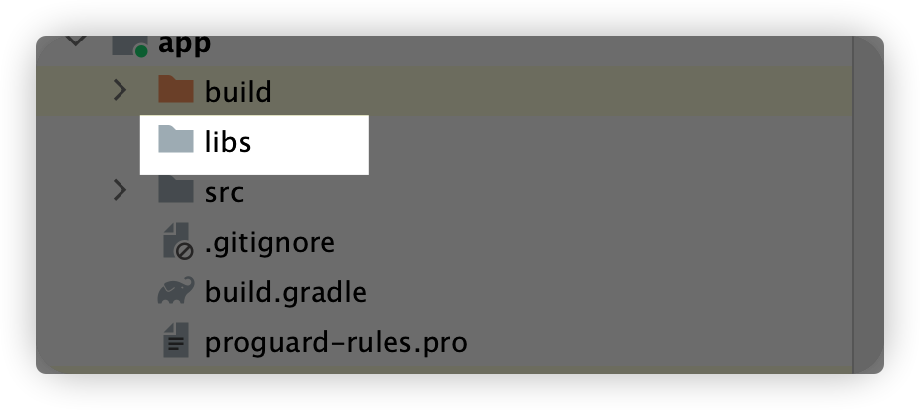 app
build
libs
src
.gitignore
build.gradle
proguard-rules.pro